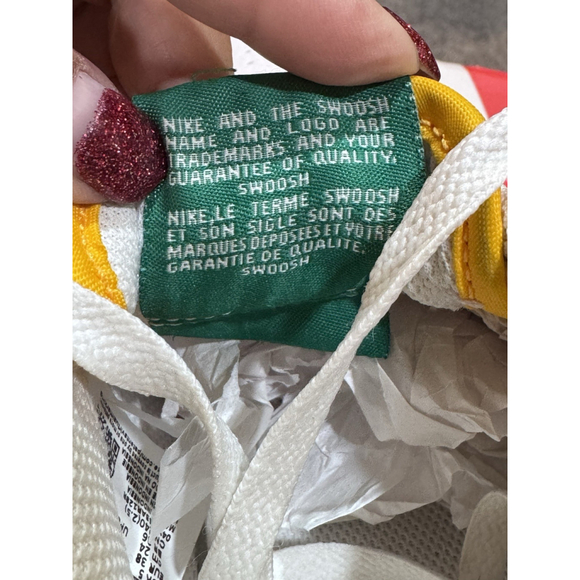 NIKE AND THE SWOOSH
NAME AND LOGO ARE
TRADEMARKS AND YOUR
GUARANTEE OF QUALITY.
SWOOSH
NIKE, LE TERME SWOOSH
ET SON SIGLE SONT DES
MARQUES DEPOSEES ET VOTRE
GARANTIE DE QUALITE.
SWOOSH